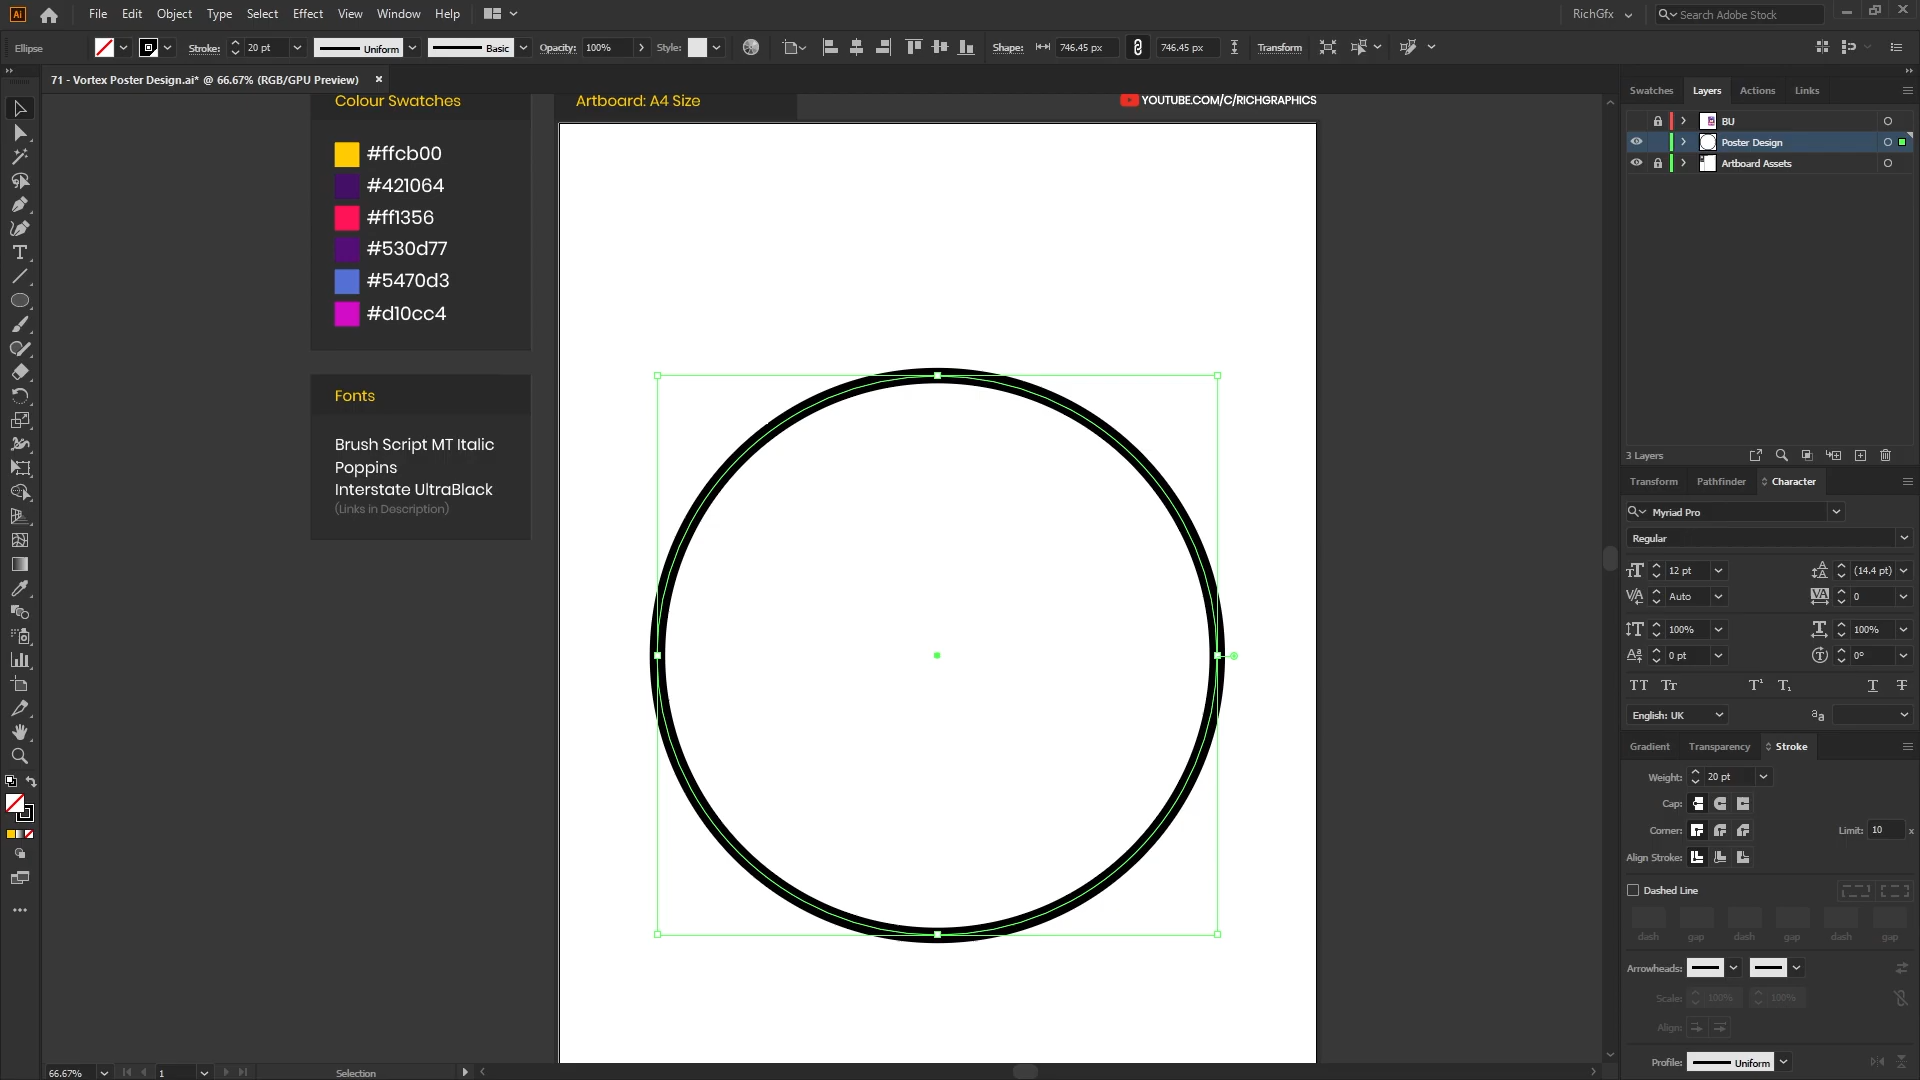 Ai File Edit Object Type Select Effect View Window Help RichGfx Search Adobe Stock
Ellipse Stroke: 20 pt Uniform Basic Opacity: 100% Style: Shape: 746.45 px 746.45 px Transform
71 - Vortex Poster Design.ai* @ 66.67% (RGB/GPU Preview)
Colour Swatches
#ffcb00
#421064
#ff1356
#530d77
#5470d3
#d10cc4
Fonts
Brush Script MT Italic
Poppins
Interstate UltraBlack
(Links in Description)
Artboard: A4 Size
YOUTUBE.COM/C/RICHGRAPHICS
Swatches Layers Actions Links
BU
Poster Design
Artboard Assets
3 Layers
Transform Pathfinder Character
Myriad Pro
Regular
12 pt (14.4 pt)
Auto 0
100% 100%
0 pt 0°
English: UK
Gradient Transparency Stroke
Weight: 20 pt
Cap:
Corner: Limit: 10 x
Align Stroke:
Dashed Line
dash gap dash gap dash gap
Arrowheads:
Scale: 100% 100%
Align:
Profile: Uniform
66.67% 1 Selection